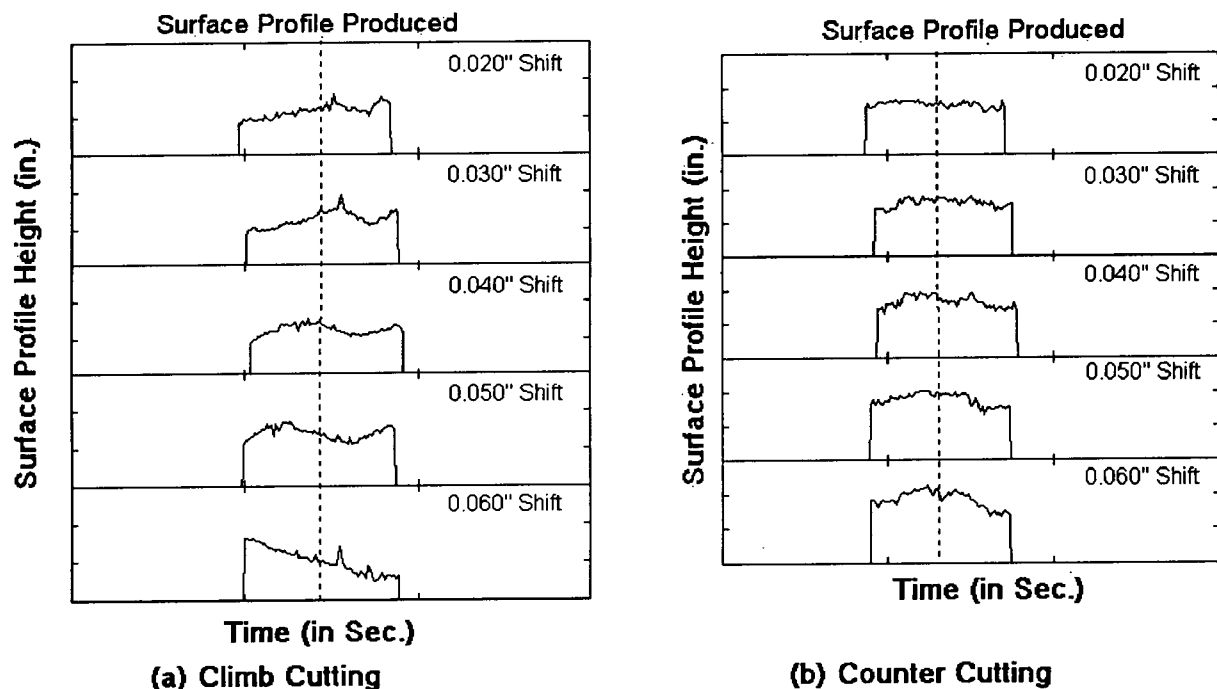 Surface Profile Produced
0.020" Shift
0.030" Shift
0.040" Shift
0.050" Shift
0.060" Shift
Surface Profile Height (in.)
Time (in Sec.)
(a) Climb Cutting
Surface Profile Produced
0.020" Shift
0.030" Shift
0.040" Shift
0.050" Shift
0.060" Shift
Surface Profile Height (in.)
Time (in Sec.)
(b) Counter Cutting